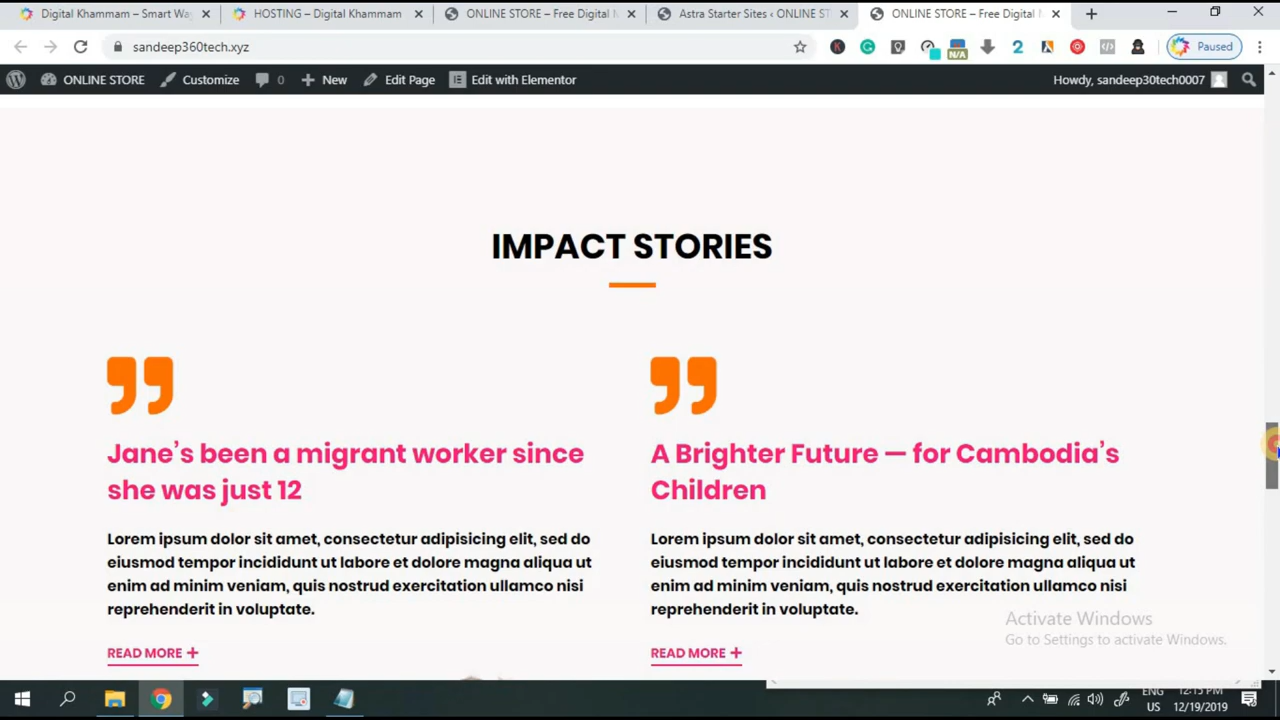 Digital Khammam – Smart Wa
HOSTING – Digital Khammam
ONLINE STORE – Free Digital
Astra Starter Sites ‹ ONLINE ST
ONLINE STORE – Free Digital
sandeep360tech.xyz
N/A
2
Paused
ONLINE STORE
Customize
0
New
Edit Page
Edit with Elementor
Howdy, sandeep30tech0007
IMPACT STORIES
Jane's been a migrant worker since
she was just 12
Lorem ipsum dolor sit amet, consectetur adipisicing elit, sed do
eiusmod tempor incididunt ut labore et dolore magna aliqua ut
enim ad minim veniam, quis nostrud exercitation ullamco nisi
reprehenderit in voluptate.
READ MORE +
A Brighter Future — for Cambodia's
Children
Lorem ipsum dolor sit amet, consectetur adipisicing elit, sed do
eiusmod tempor incididunt ut labore et dolore magna aliqua ut
enim ad minim veniam, quis nostrud exercitation ullamco nisi
reprehenderit in voluptate.
READ MORE +
Activate Windows
Go to Settings to activate Windows.
ENG
US
12:15 PM
12/19/2019